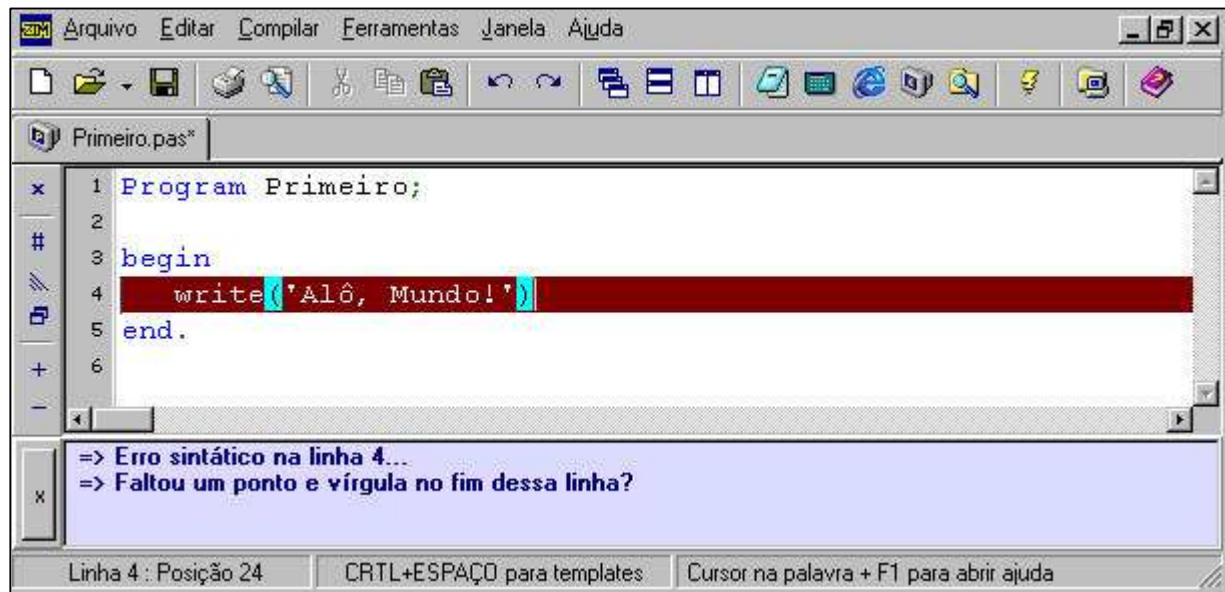 ZIM Arquivo Editar Compilar Ferramentas Janela Ajuda
Primeiro.pas*
1 Program Primeiro;
2
3 begin
4 write('Alô, Mundo!')
5 end.
6
=> Erro sintático na linha 4...
=> Faltou um ponto e vírgula no fim dessa linha?
Linha 4 : Posição 24 CRTL+ESPAÇO para templates Cursor na palavra + F1 para abrir ajuda